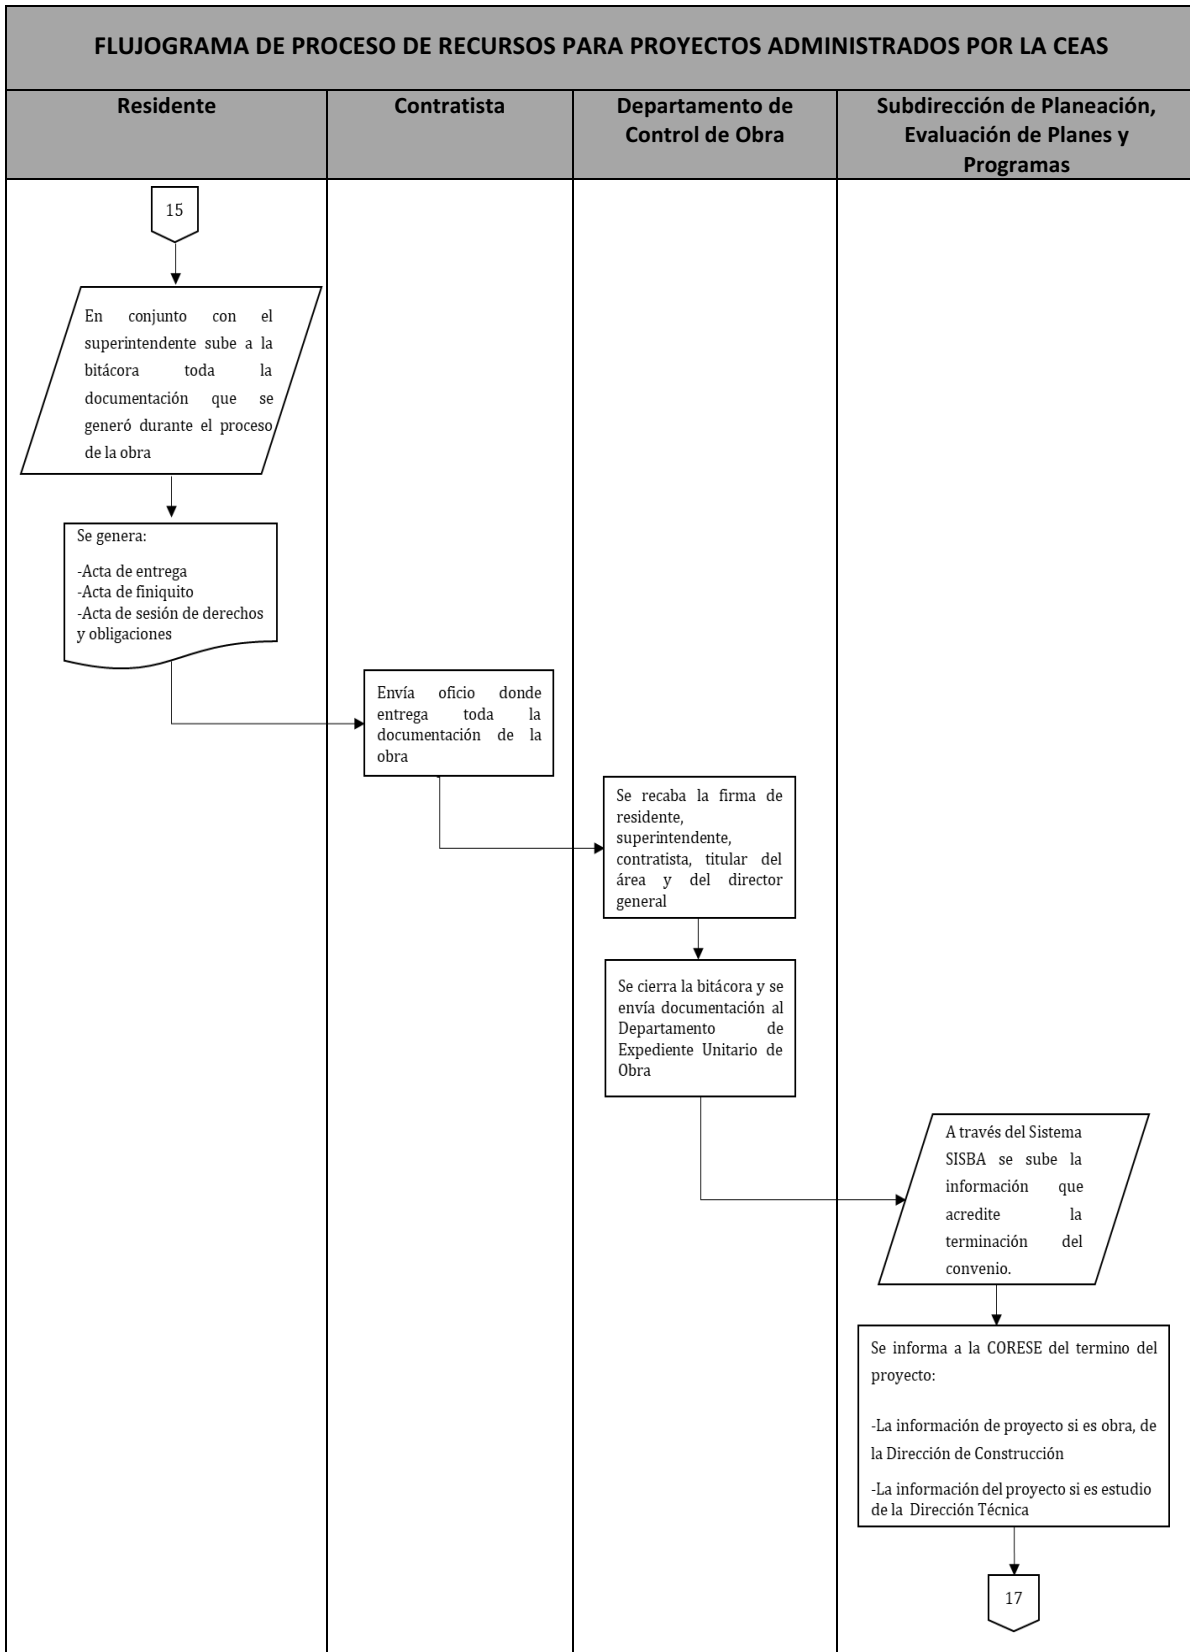 FLUJOGRAMA DE PROCESO DE RECURSOS PARA PROYECTOS ADMINISTRADOS POR LA CEAS
Residente
Contratista
Departamento de
Control de Obra
Subdirección de Planeación,
Evaluación de Planes y
Programas
15
En conjunto con el
superintendente sube a la
bitácora toda la
documentación que se
generó durante el proceso
de la obra
Se genera:
-Acta de entrega
-Acta de finiquito
-Acta de sesión de derechos
y obligaciones
Envía oficio donde
entrega toda la
documentación de la
obra
Se recaba la firma de
residente,
superintendente,
contratista, titular del
área y del director
general
Se cierra la bitácora y se
envía documentación al
Departamento de
Expediente Unitario de
Obra
A través del Sistema
SISBA se sube la
información que
acredite la
terminación del
convenio.
Se informa a la CORESE del termino del
proyecto:
-La información de proyecto si es obra, de
la Dirección de Construcción
-La información del proyecto si es estudio
de la Dirección Técnica
17